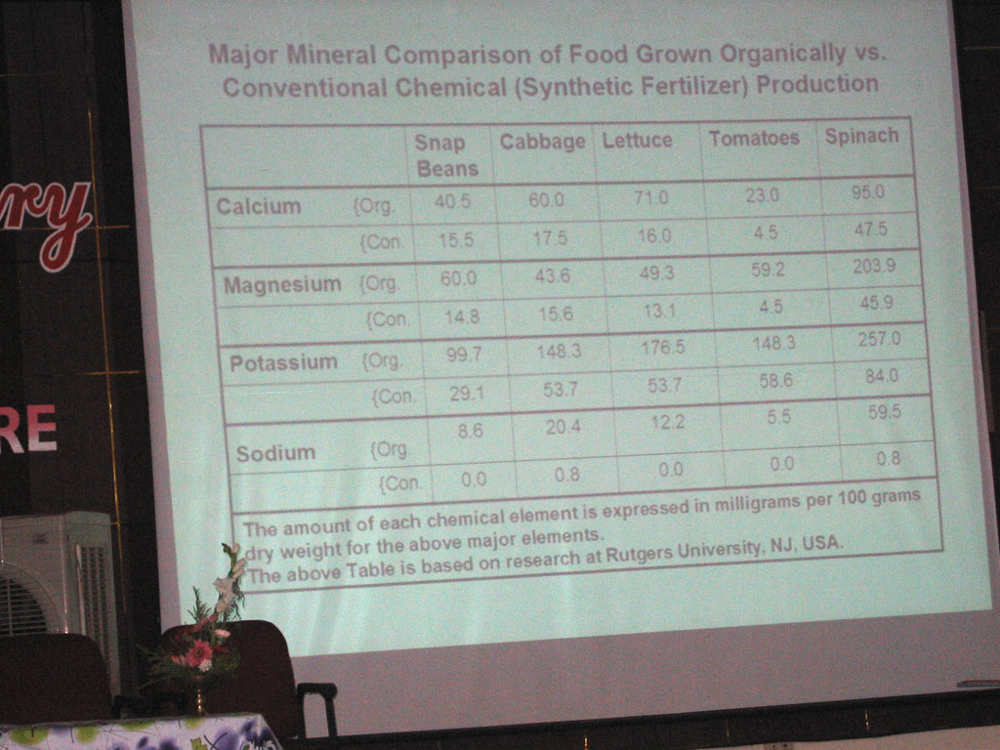 Major Mineral Comparison of Food Grown Organically vs.
Conventional Chemical (Synthetic Fertilizer) Production
Snap Beans Cabbage Lettuce Tomatoes Spinach
Calcium {Org. 40.5 60.0 71.0 23.0 95.0
{Con. 15.5 17.5 16.0 4.5 47.5
Magnesium {Org. 60.0 43.6 49.3 59.2 203.9
{Con. 14.8 15.6 13.1 4.5 45.9
Potassium {Org. 99.7 148.3 176.5 148.3 257.0
{Con. 29.1 53.7 53.7 58.6 84.0
Sodium {Org. 8.6 20.4 12.2 5.5 59.5
{Con. 0.0 0.8 0.0 0.0 0.8
The amount of each chemical element is expressed in milligrams per 100 grams
dry weight for the above major elements.
The above Table is based on research at Rutgers University, NJ, USA.
ry
RE